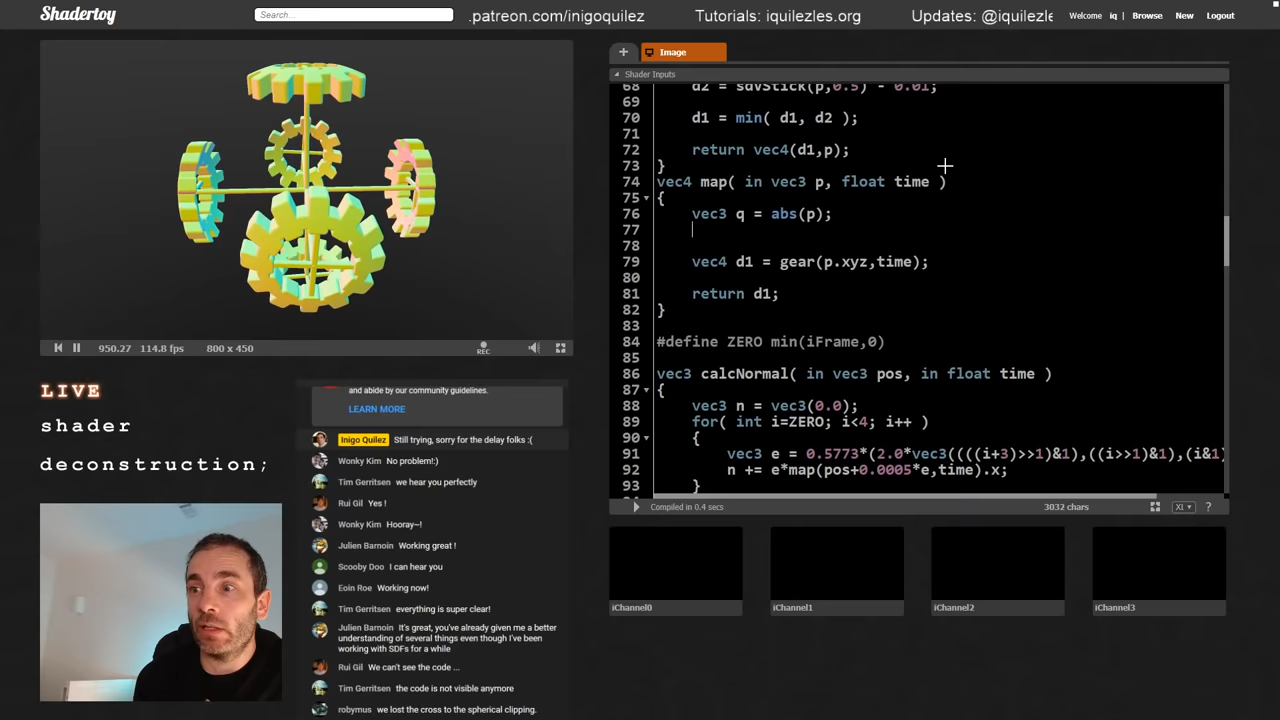 Shadertoy
Search...
.patreon.com/inigoquilez
Tutorials: iquilezles.org
Updates: @iquilezle
Welcome iq | Browse New Logout
+ Image
Shader Inputs
68 d2 = sdvStick(p,0.5) - 0.01;
69
70 d1 = min( d1, d2 );
71
72 return vec4(d1,p);
73 }
74 vec4 map( in vec3 p, float time )
75 {
76 vec3 q = abs(p);
77
78
79 vec4 d1 = gear(p.xyz,time);
80
81 return d1;
82 }
83
84 #define ZERO min(iFrame,0)
85
86 vec3 calcNormal( in vec3 pos, in float time )
87 {
88 vec3 n = vec3(0.0);
89 for( int i=ZERO; i<4; i++ )
90 {
91 vec3 e = 0.5773*(2.0*vec3((((i+3)>>1)&1),((i>>1)&1),(i&1)
92 n += e*map(pos+0.0005*e,time).x;
93 }
950.27 114.8 fps 800 x 450
REC
Compiled in 0.4 secs
3032 chars
XI
?
LIVE
shader
deconstruction;
and abide by our community guidelines.
LEARN MORE
Inigo Quilez Still trying, sorry for the delay folks :(
Wonky Kim No problem!:)
Tim Gerritsen we hear you perfectly
Rui Gil Yes !
Wonky Kim Hooray~!
Julien Barnoin Working great !
Scooby Doo I can hear you
Eoin Roe Working now!
Tim Gerritsen everything is super clear!
Julien Barnoin It's great, you've already given me a better
understanding of several things even though I've been
working with SDFs for a while
Rui Gil We can't see the code ...
Tim Gerritsen the code is not visible anymore
robymus we lost the cross to the spherical clipping.
iChannel0
iChannel1
iChannel2
iChannel3